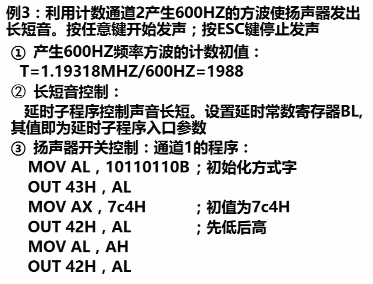 例3：利用计数通道2产生600HZ的方波使扬声器发出
长短音。按任意键开始发声；按ESC键停止发声
① 产生600HZ频率方波的计数初值：
T=1.19318MHZ/600HZ=1988
② 长短音控制：
延时子程序控制声音长短。设置延时常数寄存器BL,
其值即为延时子程序入口参数
③ 扬声器开关控制：通道1的程序：
MOV AL，10110110B ；初始化方式字
OUT 43H，AL
MOV AX，7c4H ；初值为7c4H
OUT 42H，AL ；先低后高
MOV AL，AH
OUT 42H，AL